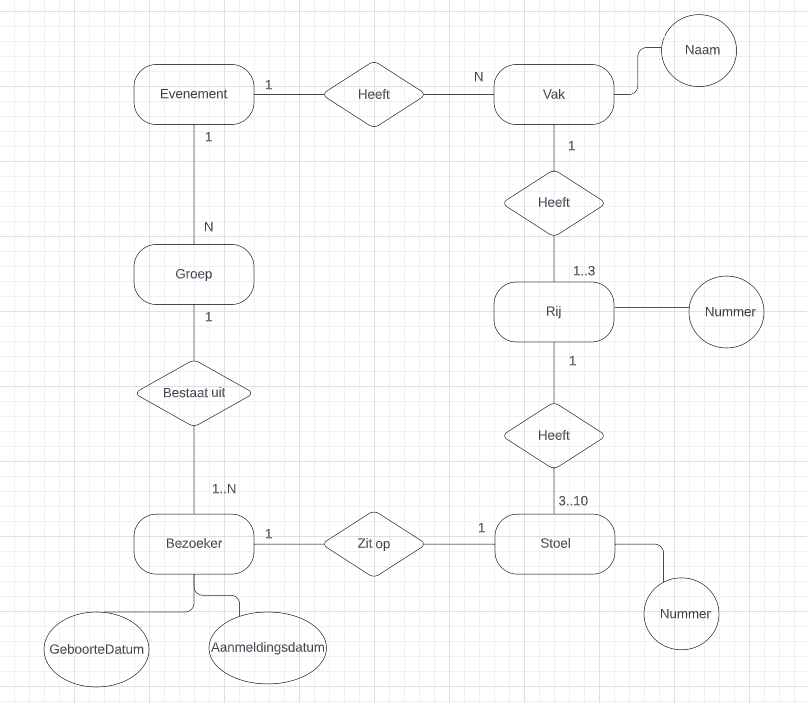 Naam
N
1
Evenement
Heeft
Vak
1
1
Heeft
N
1..3
Groep
Rij
Nummer
1
1
Bestaat uit
Heeft
1..N
3..10
1
1
Bezoeker
Zit op
Stoel
Nummer
GeboorteDatum
Aanmeldingsdatum